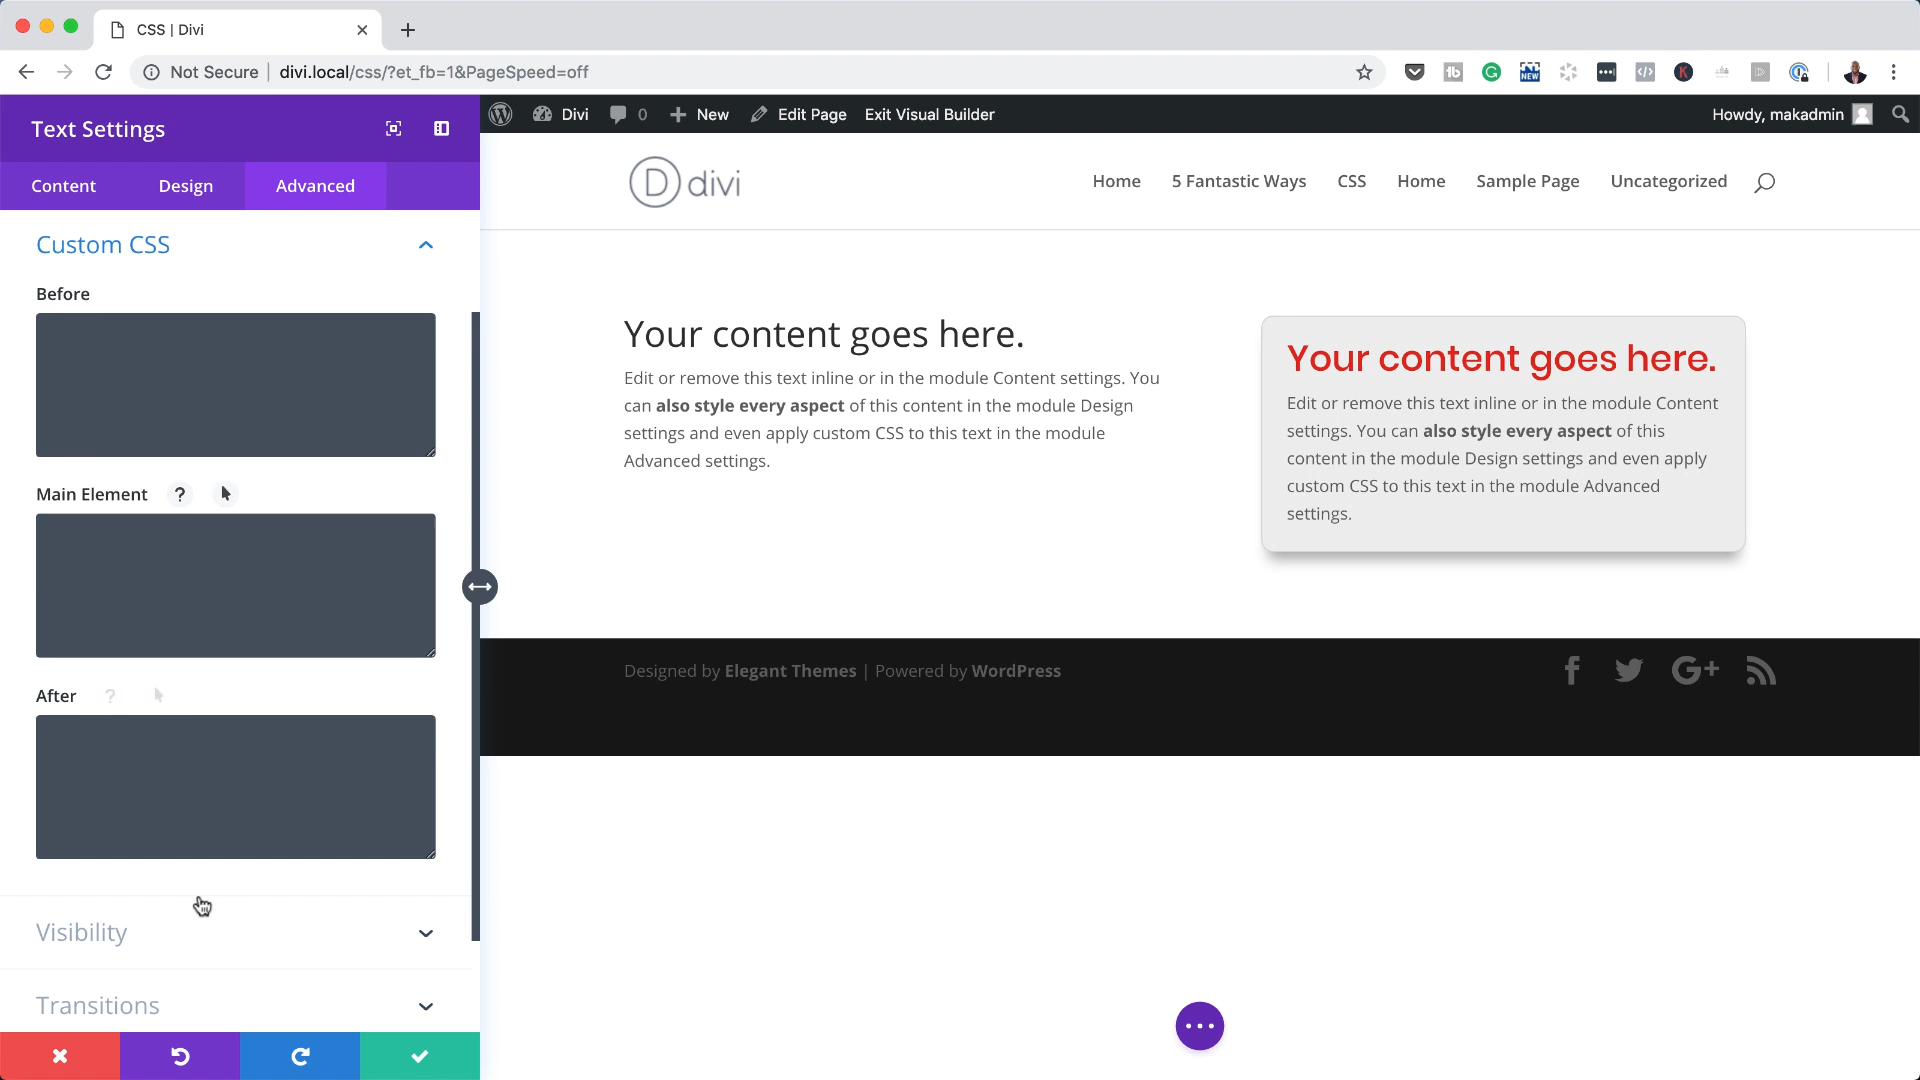 CSS | Divi
Not Secure | divi.local/css/?et_fb=1&PageSpeed=off
Text Settings
Divi 0 New Edit Page Exit Visual Builder Howdy, makadmin
Content Design Advanced
divi
Home 5 Fantastic Ways CSS Home Sample Page Uncategorized
Custom CSS
Before
Main Element ?
After ?
Visibility
Transitions
Your content goes here.
Edit or remove this text inline or in the module Content settings. You
can also style every aspect of this content in the module Design
settings and even apply custom CSS to this text in the module
Advanced settings.
Your content goes here.
Edit or remove this text inline or in the module Content
settings. You can also style every aspect of this
content in the module Design settings and even apply
custom CSS to this text in the module Advanced
settings.
Designed by Elegant Themes | Powered by WordPress